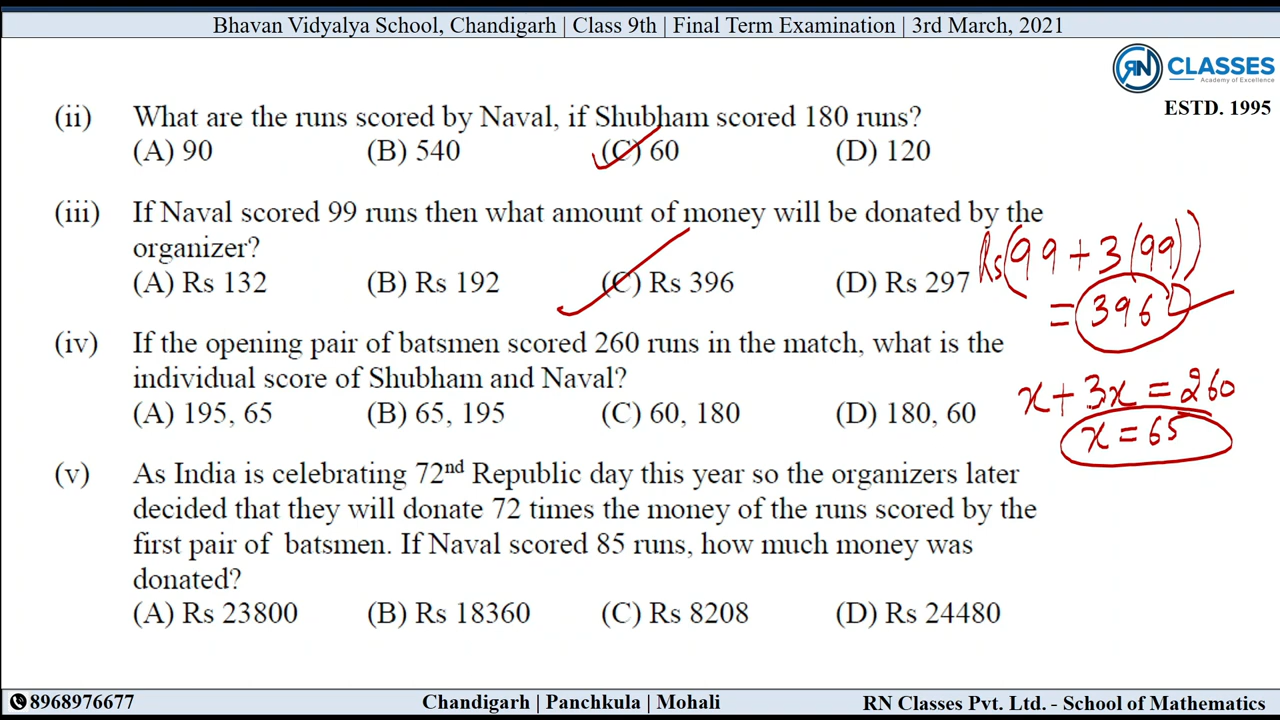 Bhavan Vidyalya School, Chandigarh | Class 9th | Final Term Examination | 3rd March, 2021
RN CLASSES
Academy of Excellence
ESTD. 1995
(ii) What are the runs scored by Naval, if Shubham scored 180 runs?
(A) 90 (B) 540 (C) 60 (D) 120
(iii) If Naval scored 99 runs then what amount of money will be donated by the
organizer?
(A) Rs 132 (B) Rs 192 (C) Rs 396 (D) Rs 297
Rs(99 + 3(99))
= 396
(iv) If the opening pair of batsmen scored 260 runs in the match, what is the
individual score of Shubham and Naval?
(A) 195, 65 (B) 65, 195 (C) 60, 180 (D) 180, 60
x + 3x = 260
x = 65
(v) As India is celebrating 72nd Republic day this year so the organizers later
decided that they will donate 72 times the money of the runs scored by the
first pair of batsmen. If Naval scored 85 runs, how much money was
donated?
(A) Rs 23800 (B) Rs 18360 (C) Rs 8208 (D) Rs 24480
8968976677 Chandigarh | Panchkula | Mohali RN Classes Pvt. Ltd. - School of Mathematics